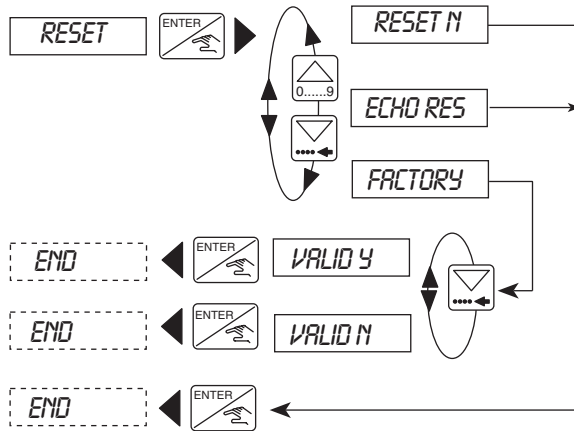 RESET
ENTER
0......9
RESET N
ECHO RES
FACTORY
END
ENTER
VALID Y
END
ENTER
VALID N
END
ENTER